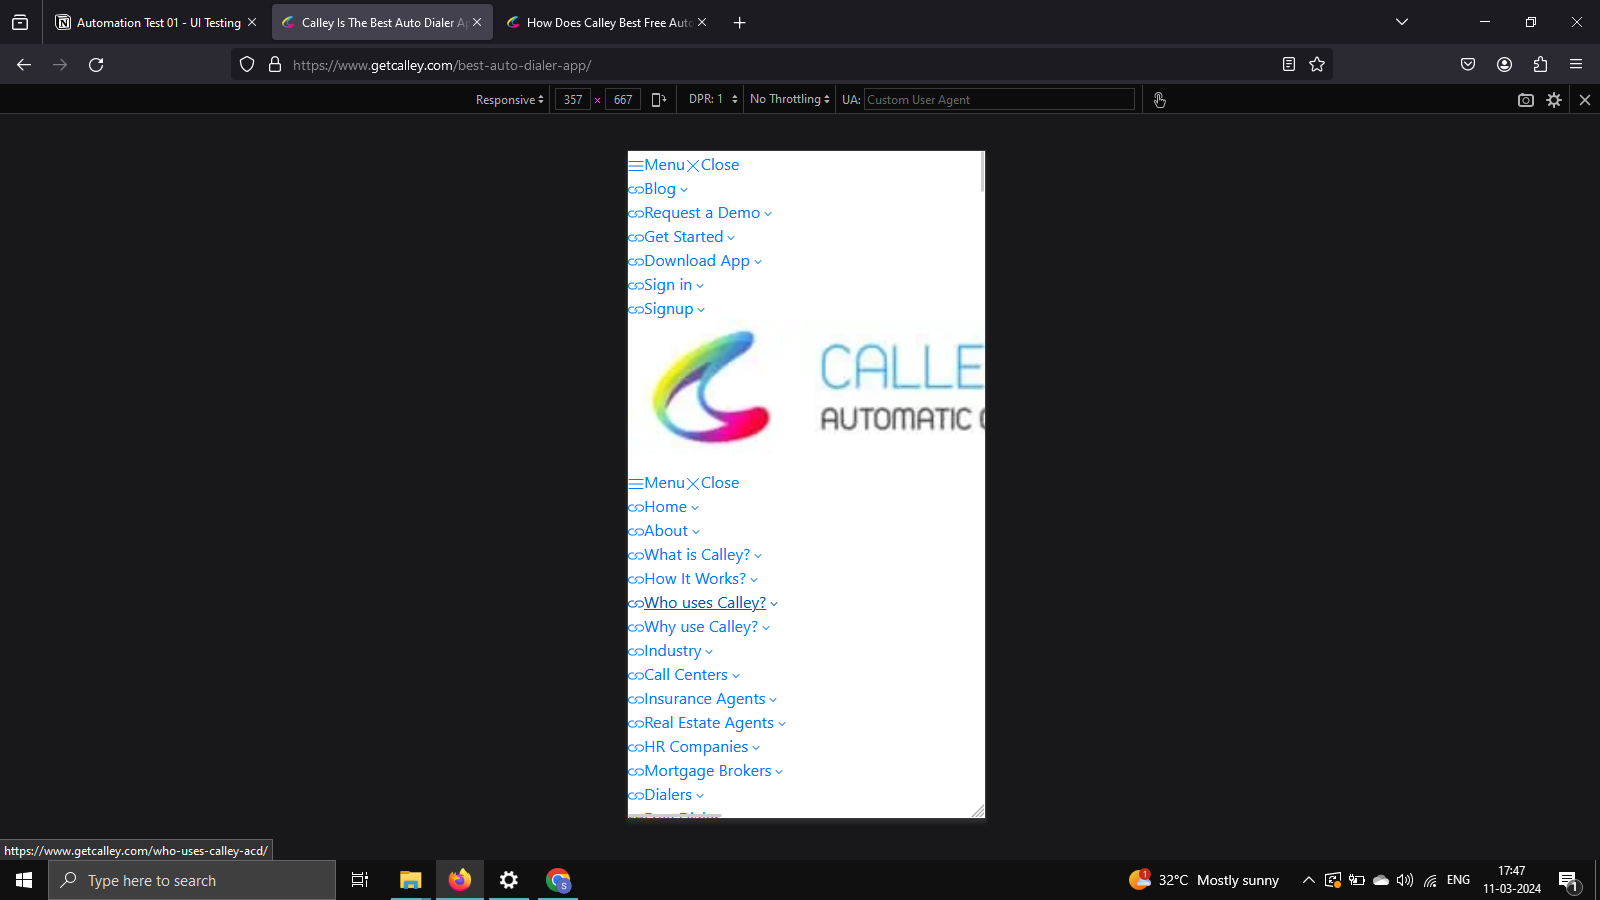 Automation Test 01 - UI Testing
Calley Is The Best Auto Dialer Ap
How Does Calley Best Free Auto
https://www.getcalley.com/best-auto-dialer-app/
Responsive 357 × 667 DPR: 1 No Throttling UA: Custom User Agent
Menu Close
Blog
Request a Demo
Get Started
Download App
Sign in
Signup
CALLE
AUTOMATIC
Menu Close
Home
About
What is Calley?
How It Works?
Who uses Calley?
Why use Calley?
Industry
Call Centers
Insurance Agents
Real Estate Agents
HR Companies
Mortgage Brokers
Dialers
https://www.getcalley.com/who-uses-calley-acd/
Type here to search
S
1
32°C Mostly sunny
ENG
17:47
11-03-2024
1